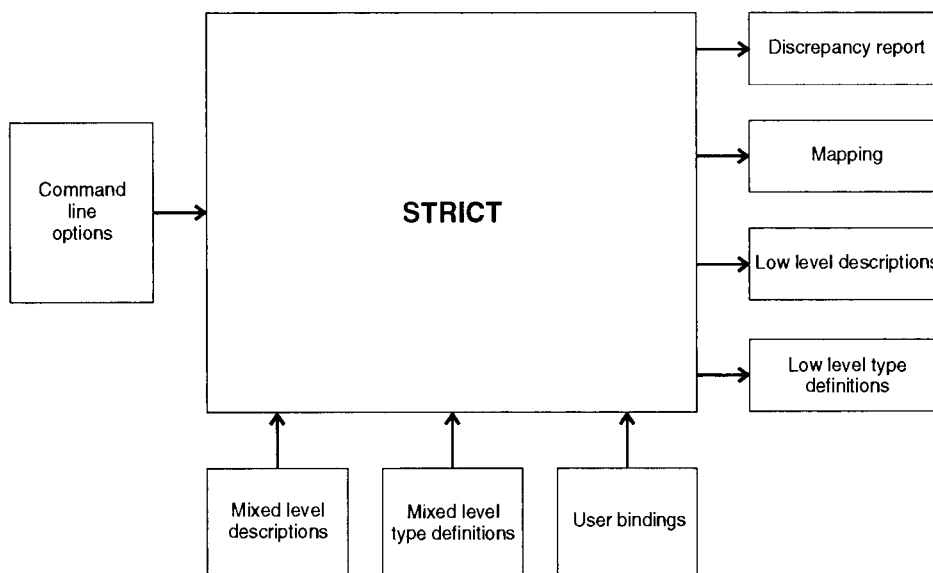 Discrepancy report
Mapping
Command
line
options
STRICT
Low level descriptions
Low level type
definitions
Mixed level
descriptions
Mixed level
type definitions
User bindings